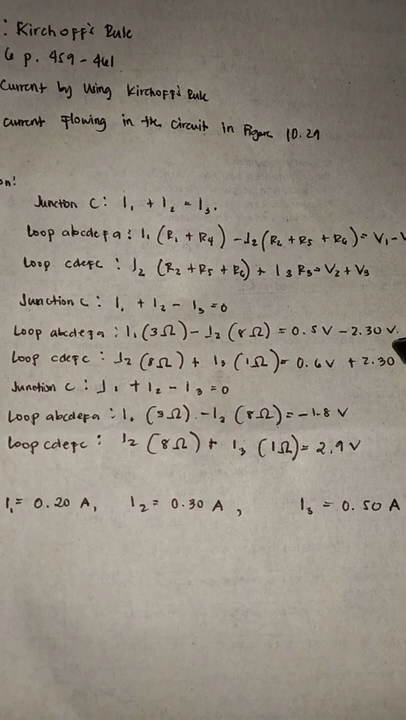 : Kirchoff's Rule
6 p. 459 - 461
Current by Using Kirchoff's Rule
current flowing in the circuit in Figure 10.29
on:
Junction C: I₁ + I₂ = I₃.
Loop abcdefa: I₁ (R₁ + R₄) - I₂ (R₂ + R₅ + R₆) = V₁ - V
Loop cdefc: I₂ (R₂ + R₅ + R₆) + I₃ R₃ = V₂ + V₃
Junction C: I₁ + I₂ - I₃ = 0
Loop abcdefa: I₁ (3Ω) - I₂ (8Ω) = 0.5 V - 2.30 V.
Loop cdefc: I₂ (8Ω) + I₃ (1Ω) = 0.6 V + 2.30
Junction C: I₁ + I₂ - I₃ = 0
Loop abcdefa: I₁ (3Ω) - I₂ (8Ω) = -1.8 V
Loop cdefc: I₂ (8Ω) + I₃ (1Ω) = 2.9 V
I₁ = 0.20 A, I₂ = 0.30 A, I₃ = 0.50 A